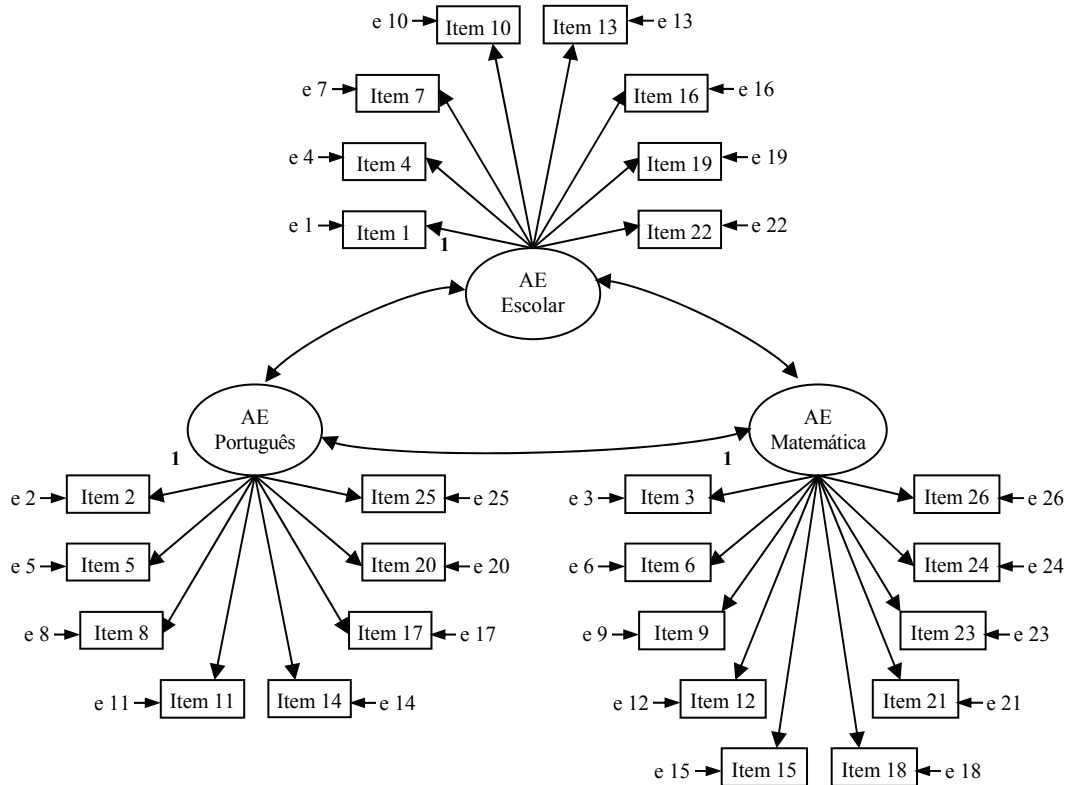 e 10 Item 10 Item 13 e 13
e 7 Item 7 Item 16 e 16
e 4 Item 4 Item 19 e 19
e 1 Item 1 Item 22 e 22
1
AE
Escolar
AE
Português
AE
Matemática
1
1
e 2 Item 2 Item 25 e 25
e 3 Item 3 Item 26 e 26
e 5 Item 5 Item 20 e 20
e 6 Item 6 Item 24 e 24
e 8 Item 8 Item 17 e 17
e 9 Item 9 Item 23 e 23
e 11 Item 11 Item 14 e 14
e 12 Item 12 Item 21 e 21
e 15 Item 15 Item 18 e 18